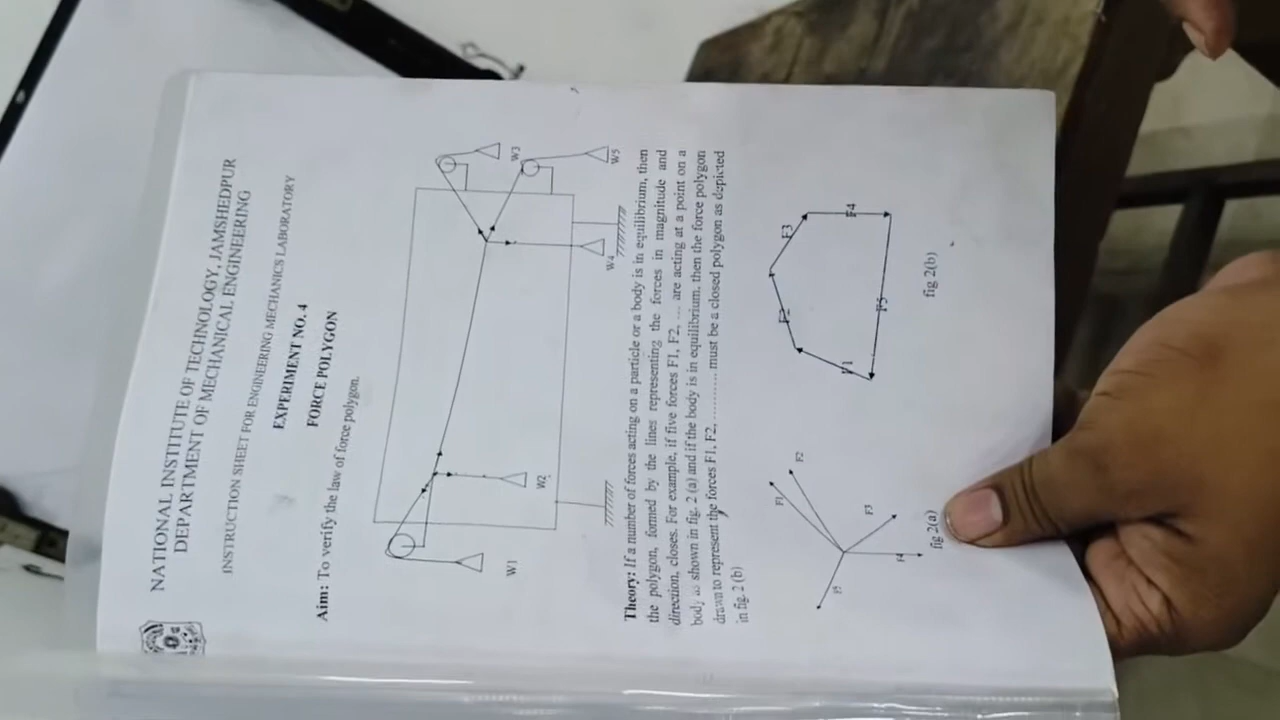 NATIONAL INSTITUTE OF TECHNOLOGY, JAMSHEDPUR
DEPARTMENT OF MECHANICAL ENGINEERING
INSTRUCTION SHEET FOR ENGINEERING MECHANICS LABORATORY
EXPERIMENT NO. 4
FORCE POLYGON
Aim: To verify the law of force polygon.
W1
W2
W3
W4
W5
Theory: If a number of forces acting on a particle or a body is in equilibrium, then
the polygon, formed by the lines representing the forces in magnitude and
direction, closes. For example, if five forces F1, F2, .... are acting at a point on a
body as shown in fig. 2 (a) and if the body is in equilibrium, then the force polygon
drawn to represent the forces F1, F2, ............. must be a closed polygon as depicted
in fig. 2 (b)
F1
F2
F3
F4
F5
fig 2(a)
F1
F2
F3
F4
F5
fig 2(b)